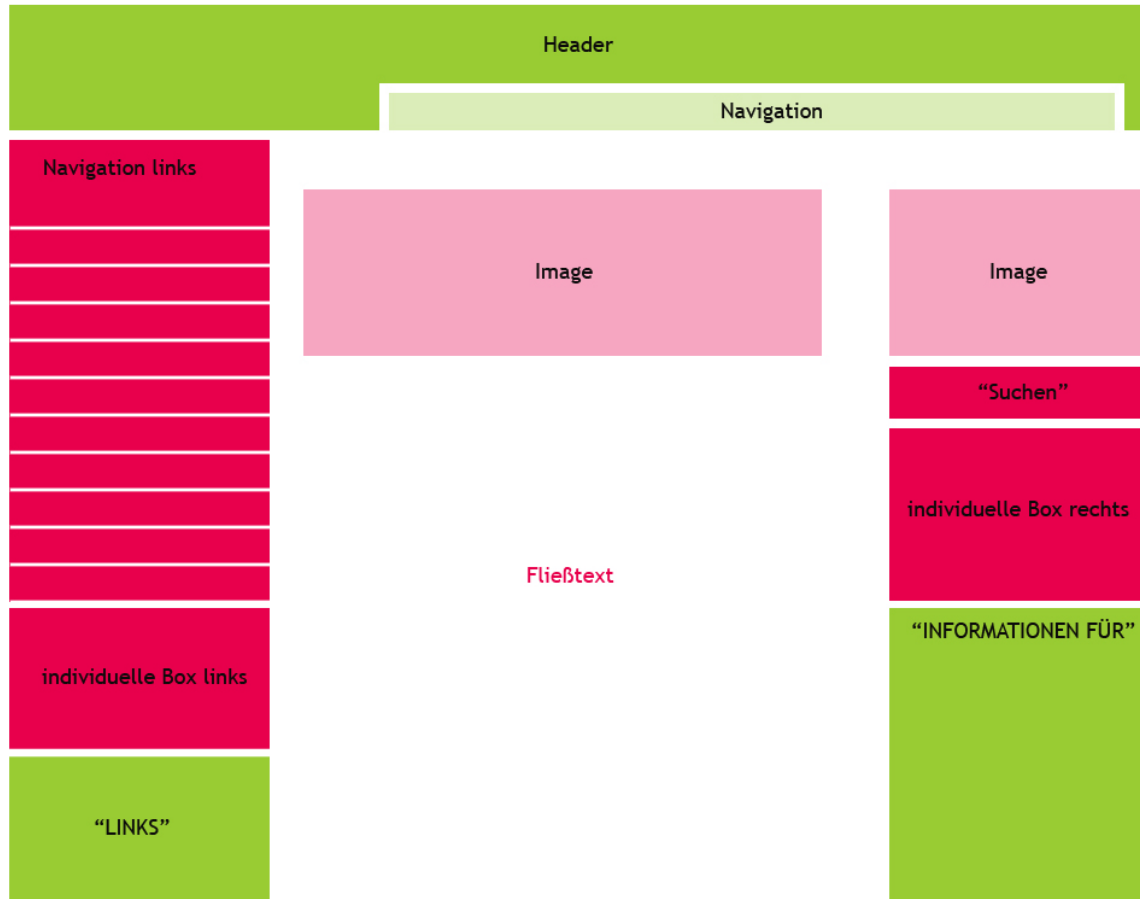 Header
Navigation
Navigation links
Image
Image
“Suchen”
individuelle Box rechts
Fließtext
“INFORMATIONEN FÜR”
individuelle Box links
“LINKS”